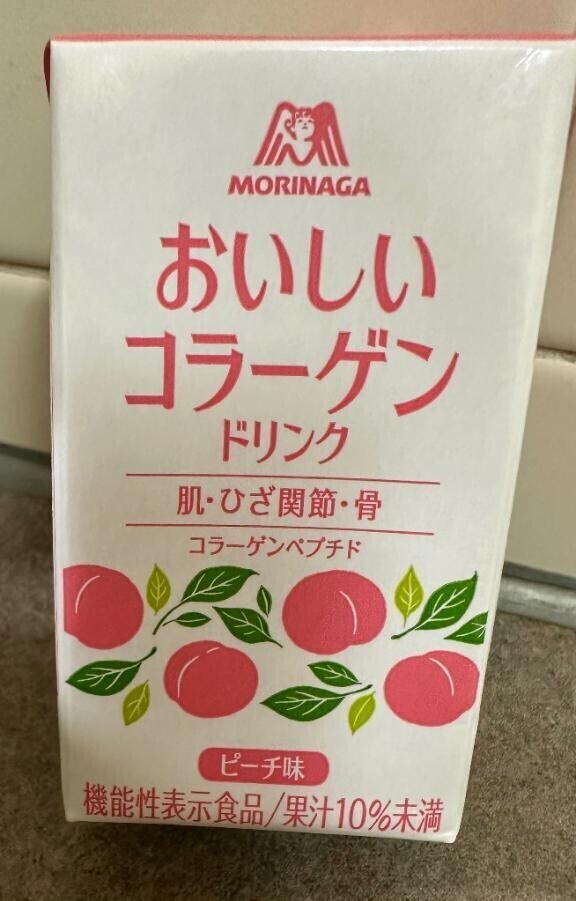 MORINAGA
おいしい
コラーゲン
ドリンク
肌・ひざ関節・骨
コラーゲンペプチド
ピーチ味
機能性表示食品/果汁10%未満